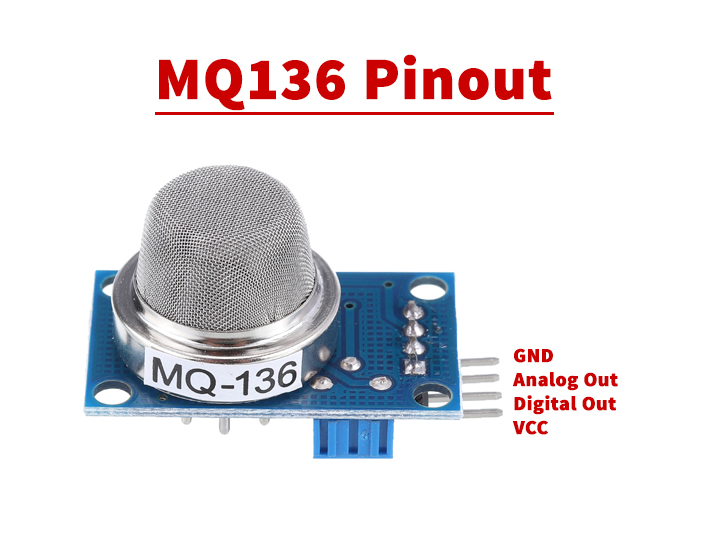 MQ136 Pinout
MQ-136
GND
Analog Out
Digital Out
VCC